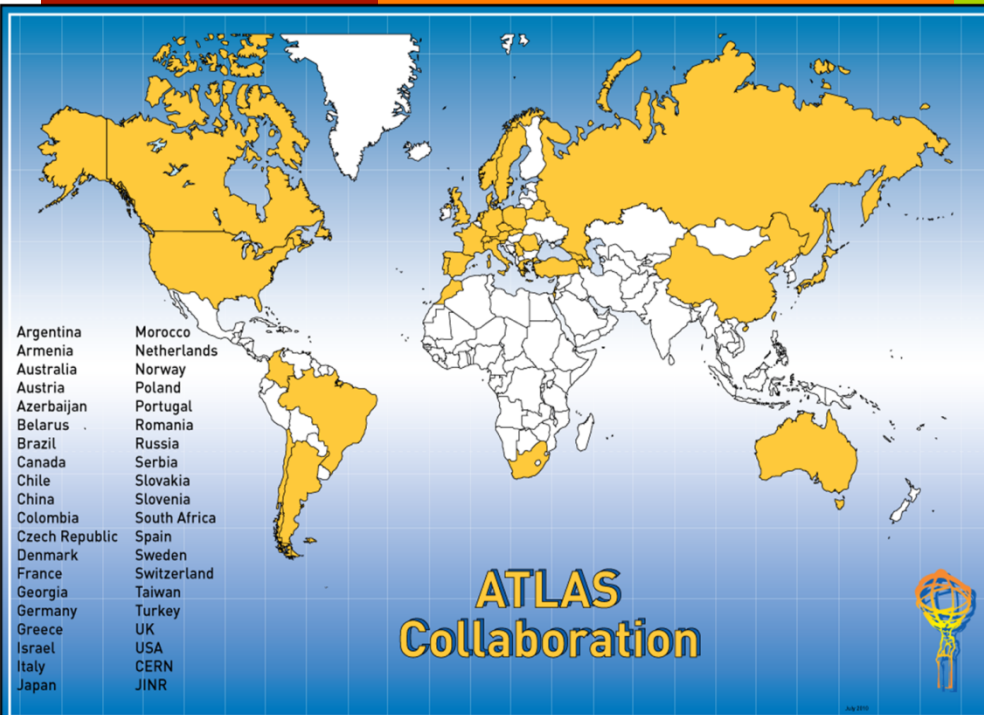 Argentina
Armenia
Australia
Austria
Azerbaijan
Belarus
Brazil
Canada
Chile
China
Colombia
Czech Republic
Denmark
France
Georgia
Germany
Greece
Israel
Italy
Japan
Morocco
Netherlands
Norway
Poland
Portugal
Romania
Russia
Serbia
Slovakia
Slovenia
South Africa
Spain
Sweden
Switzerland
Taiwan
Turkey
UK
USA
CERN
JINR
ATLAS
Collaboration
July 2010